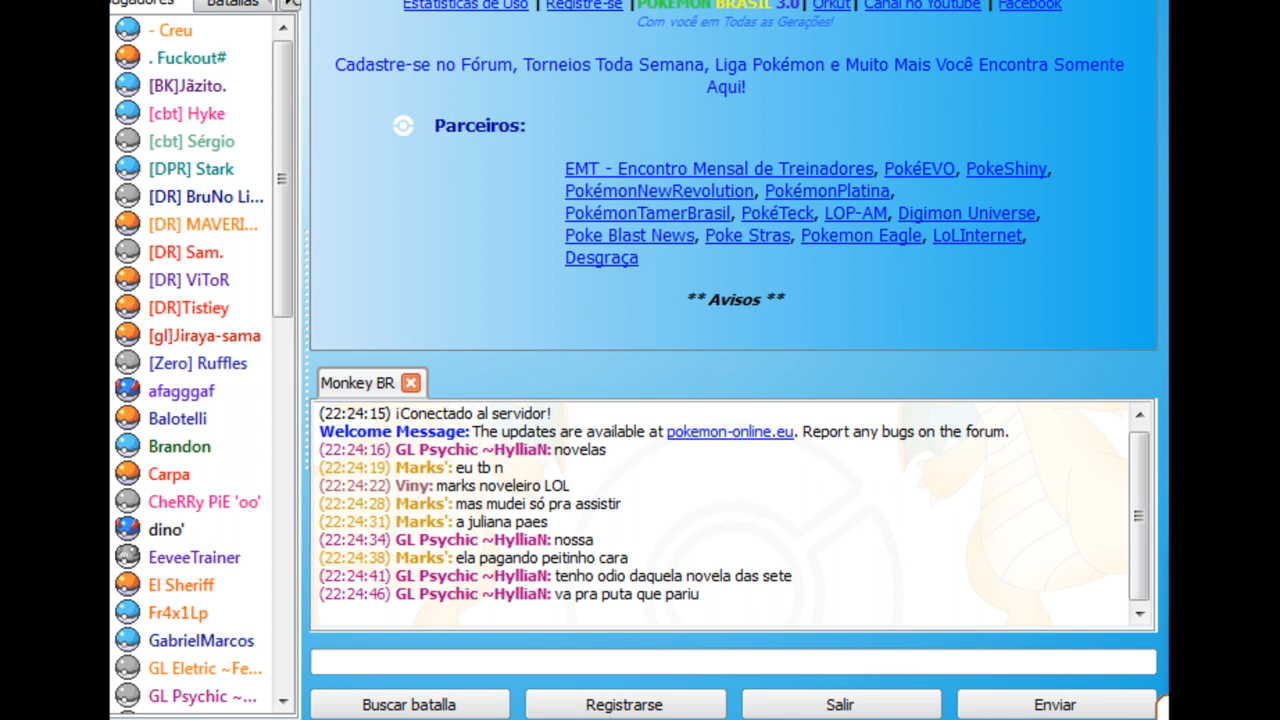 Jugadores
Batallas
- Creu
. Fuckout#
[BK]Jãzito.
[cbt] Hyke
[cbt] Sérgio
[DPR] Stark
[DR] BruNo Li...
[DR] MAVERI...
[DR] Sam.
[DR] ViToR
[DR]Tistiey
[gl]Jiraya-sama
[Zero] Ruffles
afagggaf
Balotelli
Brandon
Carpa
CheRRy PiE 'oo'
dino'
EeveeTrainer
El Sheriff
Fr4x1Lp
GabrielMarcos
GL Eletric ~Fe...
GL Psychic ~...
Estatísticas de Uso | Registre-se |POKÉMON BRASIL 3.0| Orkut | Canal no Youtube | Facebook
Com você em Todas as Gerações!
Cadastre-se no Fórum, Torneios Toda Semana, Liga Pokémon e Muito Mais Você Encontra Somente
Aqui!
Parceiros:
EMT - Encontro Mensal de Treinadores, PokéEVO, PokeShiny,
PokémonNewRevolution, PokémonPlatina,
PokémonTamerBrasil, PokéTeck, LOP-AM, Digimon Universe,
Poke Blast News, Poke Stras, Pokemon Eagle, LoLInternet,
Desgraça
** Avisos **
Monkey BR
(22:24:15) ¡Conectado al servidor!
Welcome Message: The updates are available at pokemon-online.eu. Report any bugs on the forum.
(22:24:16) GL Psychic ~HylliaN: novelas
(22:24:19) Marks': eu tb n
(22:24:22) Viny: marks noveleiro LOL
(22:24:28) Marks': mas mudei só pra assistir
(22:24:31) Marks': a juliana paes
(22:24:34) GL Psychic ~HylliaN: nossa
(22:24:38) Marks': ela pagando peitinho cara
(22:24:41) GL Psychic ~HylliaN: tenho odio daquela novela das sete
(22:24:46) GL Psychic ~HylliaN: va pra puta que pariu
Buscar batalla
Registrarse
Salir
Enviar